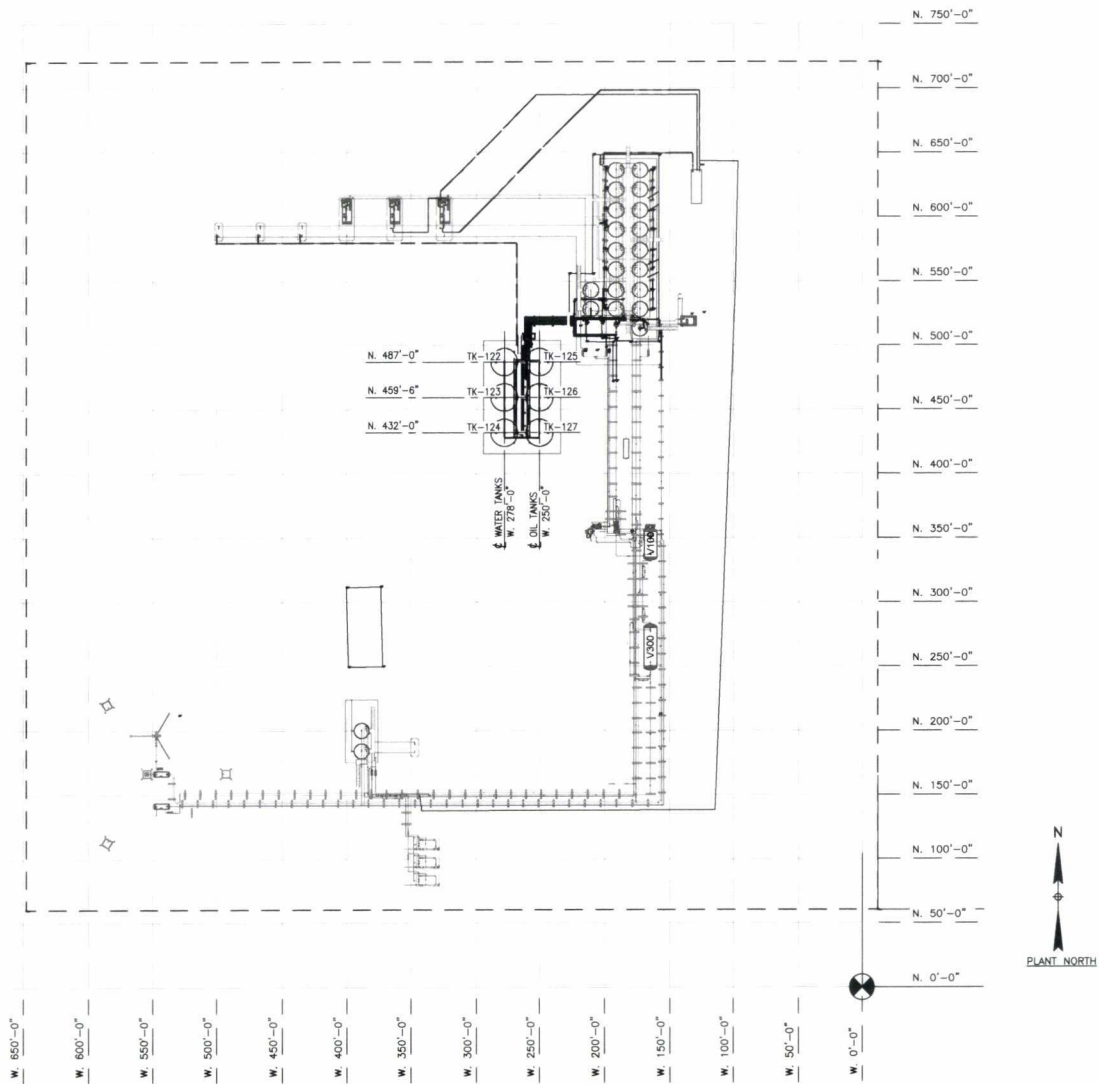 N. 750'-0"
N. 700'-0"
N. 650'-0"
N. 600'-0"
N. 550'-0"
N. 500'-0"
N. 487'-0"
TK-122
TK-125
N. 459'-6"
TK-123
TK-126
N. 450'-0"
N. 432'-0"
TK-124
TK-127
N. 400'-0"
℄ WATER TANKS
W. 278'-0"
℄ OIL TANKS
W. 250'-0"
N. 350'-0"
V100
N. 300'-0"
V300
N. 250'-0"
N. 200'-0"
N. 150'-0"
N. 100'-0"
N. 50'-0"
N. 0'-0"
N
PLANT NORTH
W. 650'-0"
W. 600'-0"
W. 550'-0"
W. 500'-0"
W. 450'-0"
W. 400'-0"
W. 350'-0"
W. 300'-0"
W. 250'-0"
W. 200'-0"
W. 150'-0"
W. 100'-0"
W. 50'-0"
W. 0'-0"